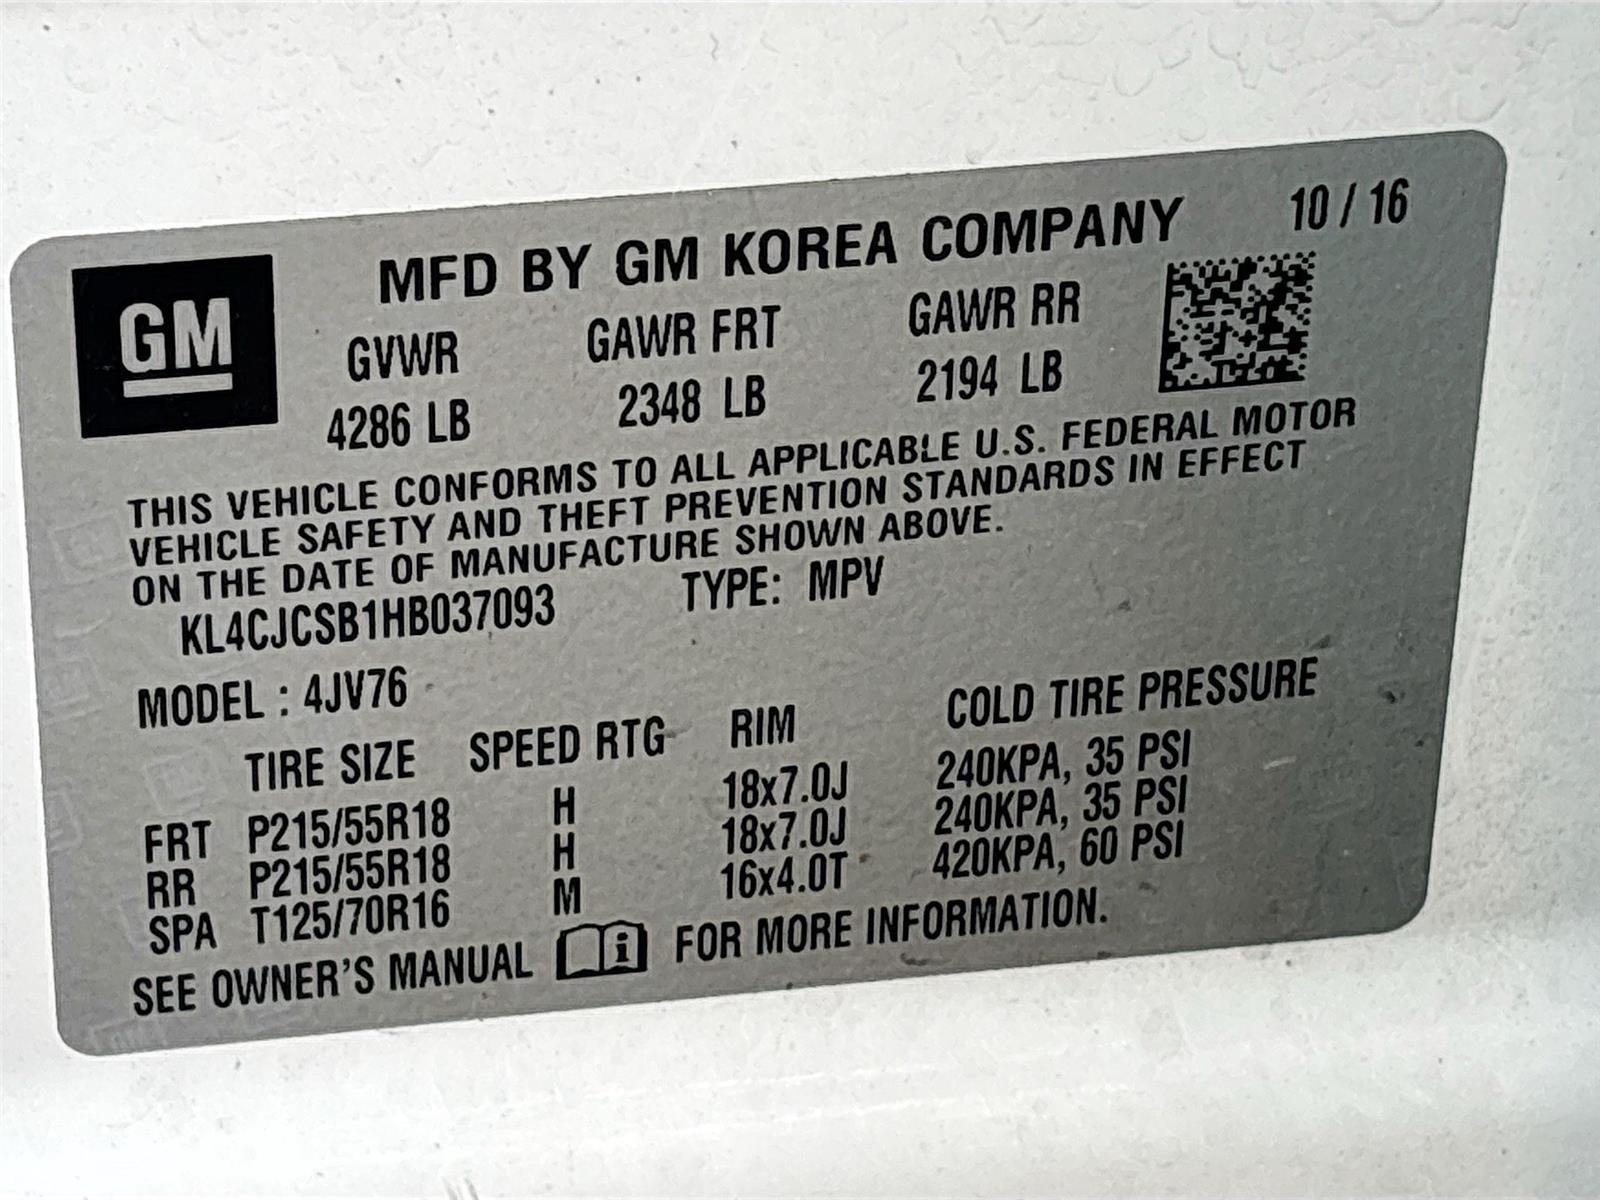 MFD BY GM KOREA COMPANY 10 / 16
GM
GVWR GAWR FRT GAWR RR
4286 LB 2348 LB 2194 LB
THIS VEHICLE CONFORMS TO ALL APPLICABLE U.S. FEDERAL MOTOR
VEHICLE SAFETY AND THEFT PREVENTION STANDARDS IN EFFECT
ON THE DATE OF MANUFACTURE SHOWN ABOVE.
KL4CJCSB1HB037093 TYPE: MPV
MODEL : 4JV76
TIRE SIZE SPEED RTG RIM COLD TIRE PRESSURE
FRT P215/55R18 H 18x7.0J 240KPA, 35 PSI
RR P215/55R18 H 18x7.0J 240KPA, 35 PSI
SPA T125/70R16 M 16x4.0T 420KPA, 60 PSI
SEE OWNER'S MANUAL i FOR MORE INFORMATION.